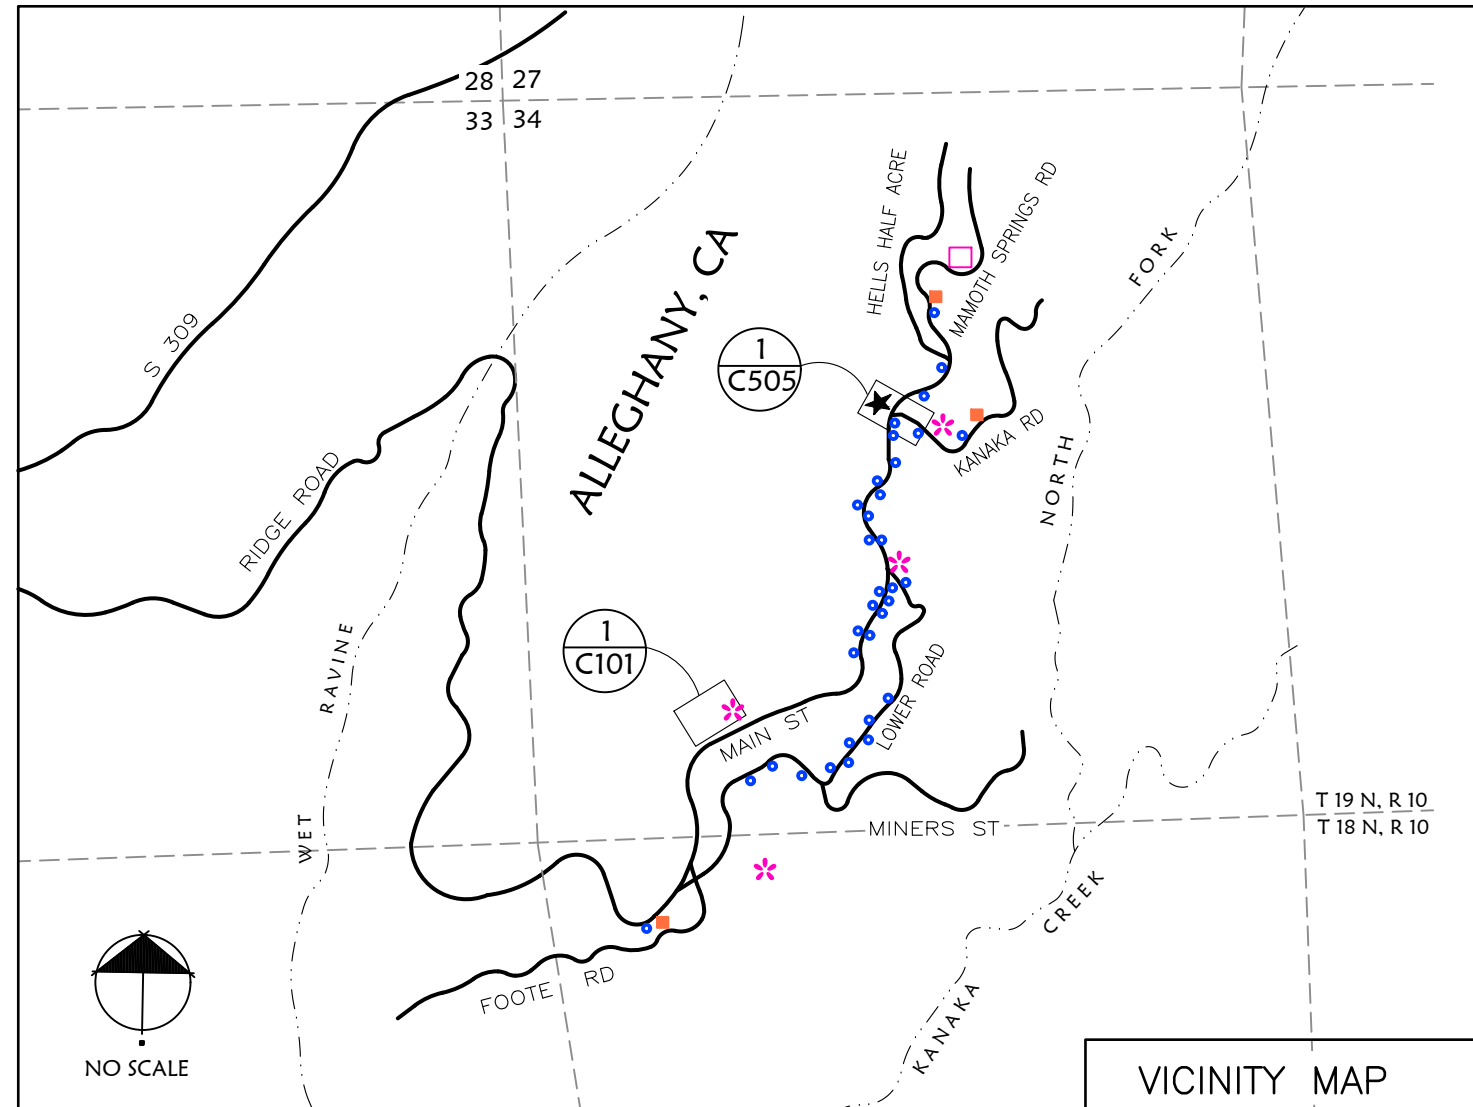 28 27
33 34
S 309
RIDGE ROAD
ALLEGHANY, CA
HELLS HALF ACRE
MAMOTH SPRINGS RD
NORTH FORK
1
C505
KANAKA RD
WET RAVINE
1
C101
MAIN ST
LOWER ROAD
MINERS ST
T 19 N, R 10
T 18 N, R 10
FOOTE RD
KANAKA CREEK
NO SCALE
VICINITY MAP